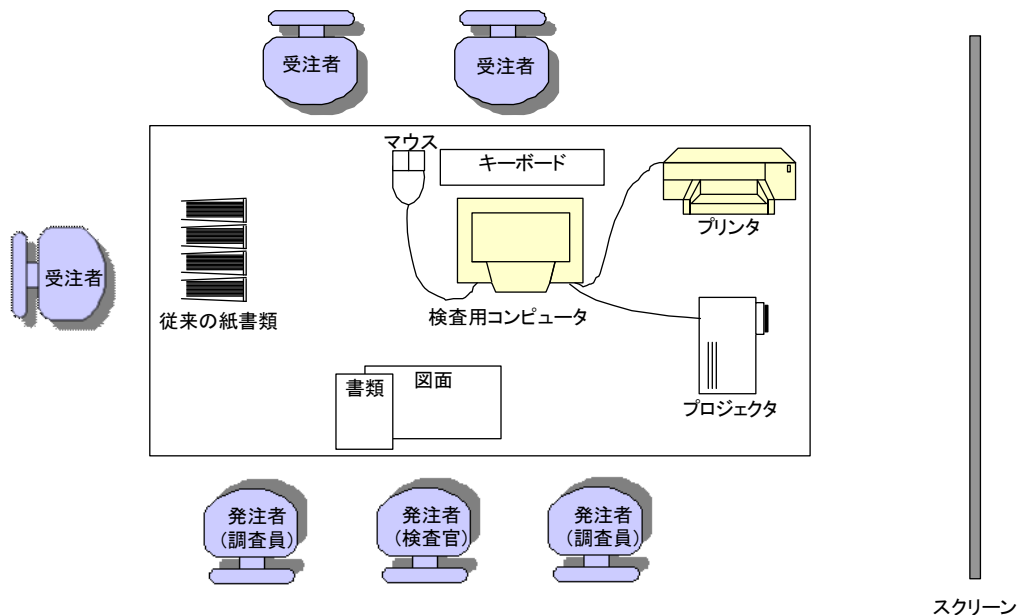 受注者
受注者
マウス
キーボード
プリンタ
受注者
従来の紙書類
検査用コンピュータ
書類
図面
プロジェクタ
発注者
(調査員)
発注者
(検査官)
発注者
(調査員)
スクリーン